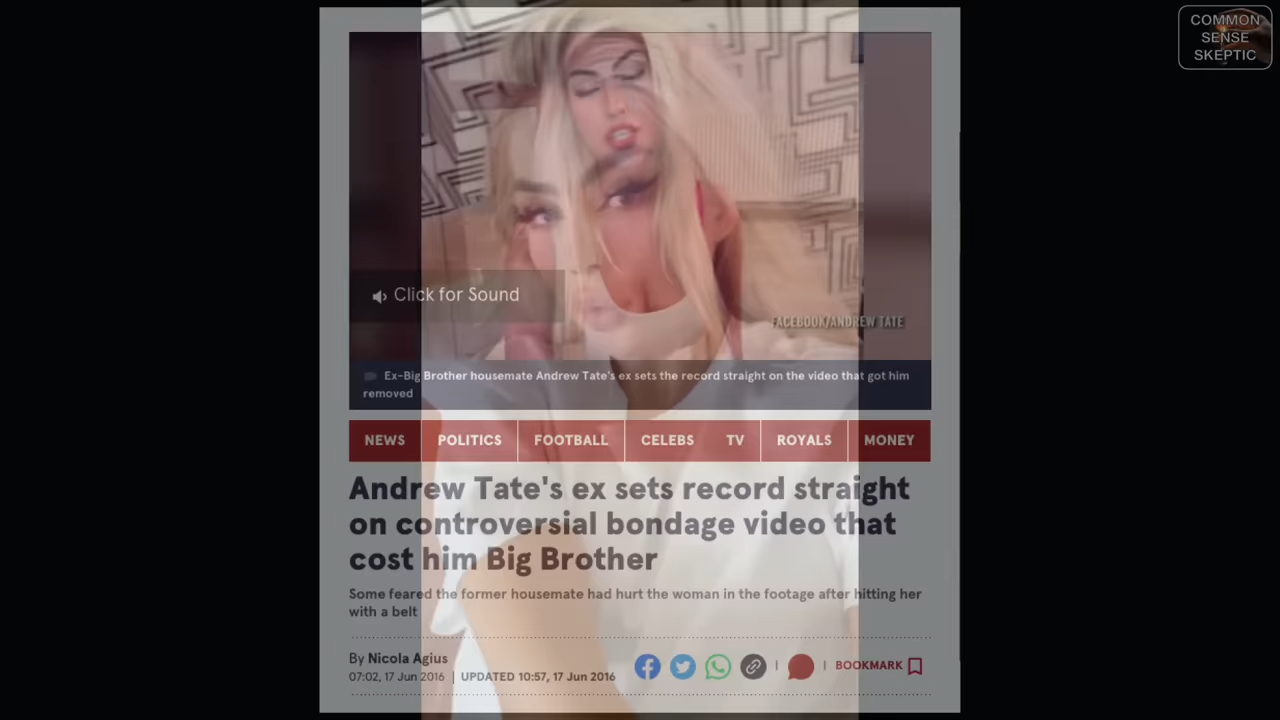 COMMON
SENSE
SKEPTIC
Click for Sound
FACEBOOK/ANDREW TATE
Ex-Big Brother housemate Andrew Tate's ex sets the record straight on the video that got him
removed
NEWS POLITICS FOOTBALL CELEBS TV ROYALS MONEY
Andrew Tate's ex sets record straight
on controversial bondage video that
cost him Big Brother
Some feared the former housemate had hurt the woman in the footage after hitting her
with a belt
By Nicola Agius
07:02, 17 Jun 2016 | UPDATED 10:57, 17 Jun 2016
BOOKMARK